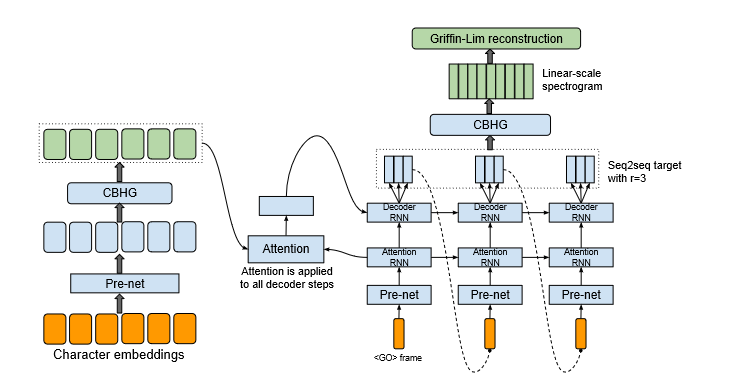 Griffin-Lim reconstruction
Linear-scale
spectrogram
CBHG
Seq2seq target
with r=3
CBHG
Pre-net
Character embeddings
Attention
Attention is applied
to all decoder steps
Decoder
RNN
Decoder
RNN
Decoder
RNN
Attention
RNN
Attention
RNN
Attention
RNN
Pre-net
Pre-net
Pre-net
<GO> frame